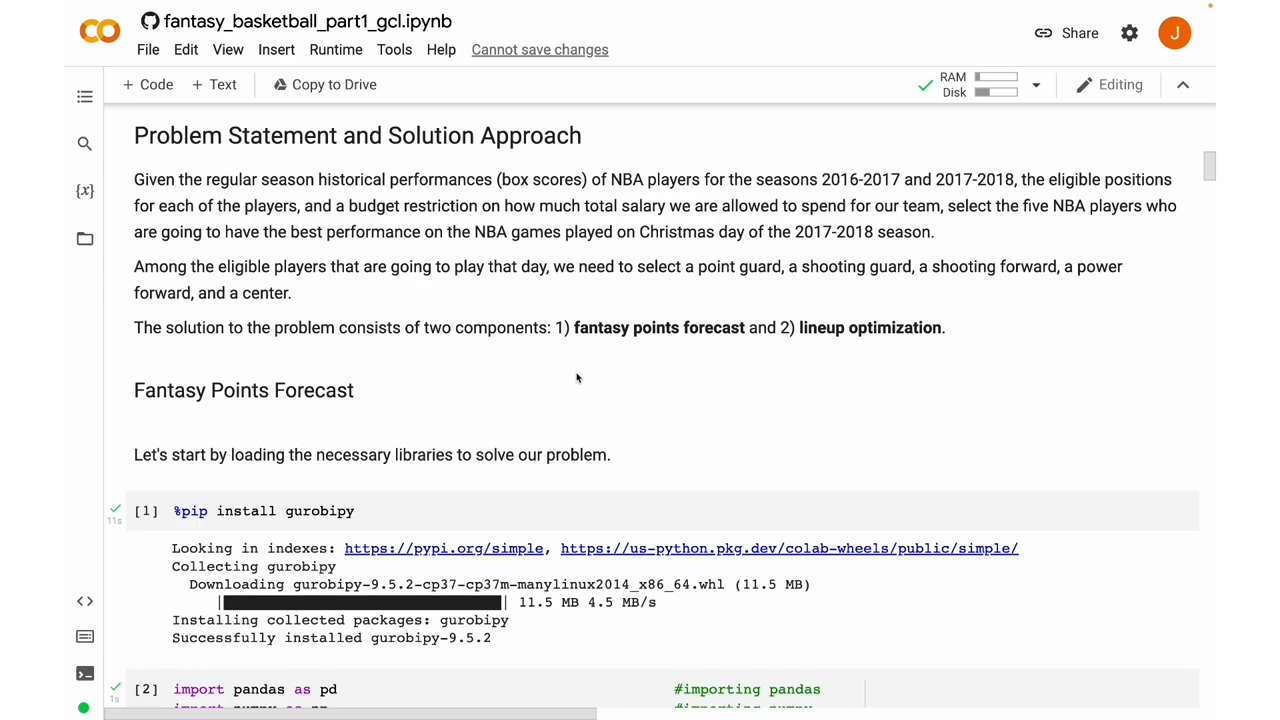 fantasy_basketball_part1_gcl.ipynb
File Edit View Insert Runtime Tools Help Cannot save changes
Share
J
+ Code + Text Copy to Drive
RAM
Disk
Editing
{x}
Problem Statement and Solution Approach
Given the regular season historical performances (box scores) of NBA players for the seasons 2016-2017 and 2017-2018, the eligible positions
for each of the players, and a budget restriction on how much total salary we are allowed to spend for our team, select the five NBA players who
are going to have the best performance on the NBA games played on Christmas day of the 2017-2018 season.
Among the eligible players that are going to play that day, we need to select a point guard, a shooting guard, a shooting forward, a power
forward, and a center.
The solution to the problem consists of two components: 1) fantasy points forecast and 2) lineup optimization.
Fantasy Points Forecast
Let's start by loading the necessary libraries to solve our problem.
[1] %pip install gurobipy
11s
Looking in indexes: https://pypi.org/simple, https://us-python.pkg.dev/colab-wheels/public/simple/
Collecting gurobipy
Downloading gurobipy-9.5.2-cp37-cp37m-manylinux2014_x86_64.whl (11.5 MB)
11.5 MB 4.5 MB/s
Installing collected packages: gurobipy
Successfully installed gurobipy-9.5.2
[2] import pandas as pd #importing pandas
1s
import numpy as np #importing numpy